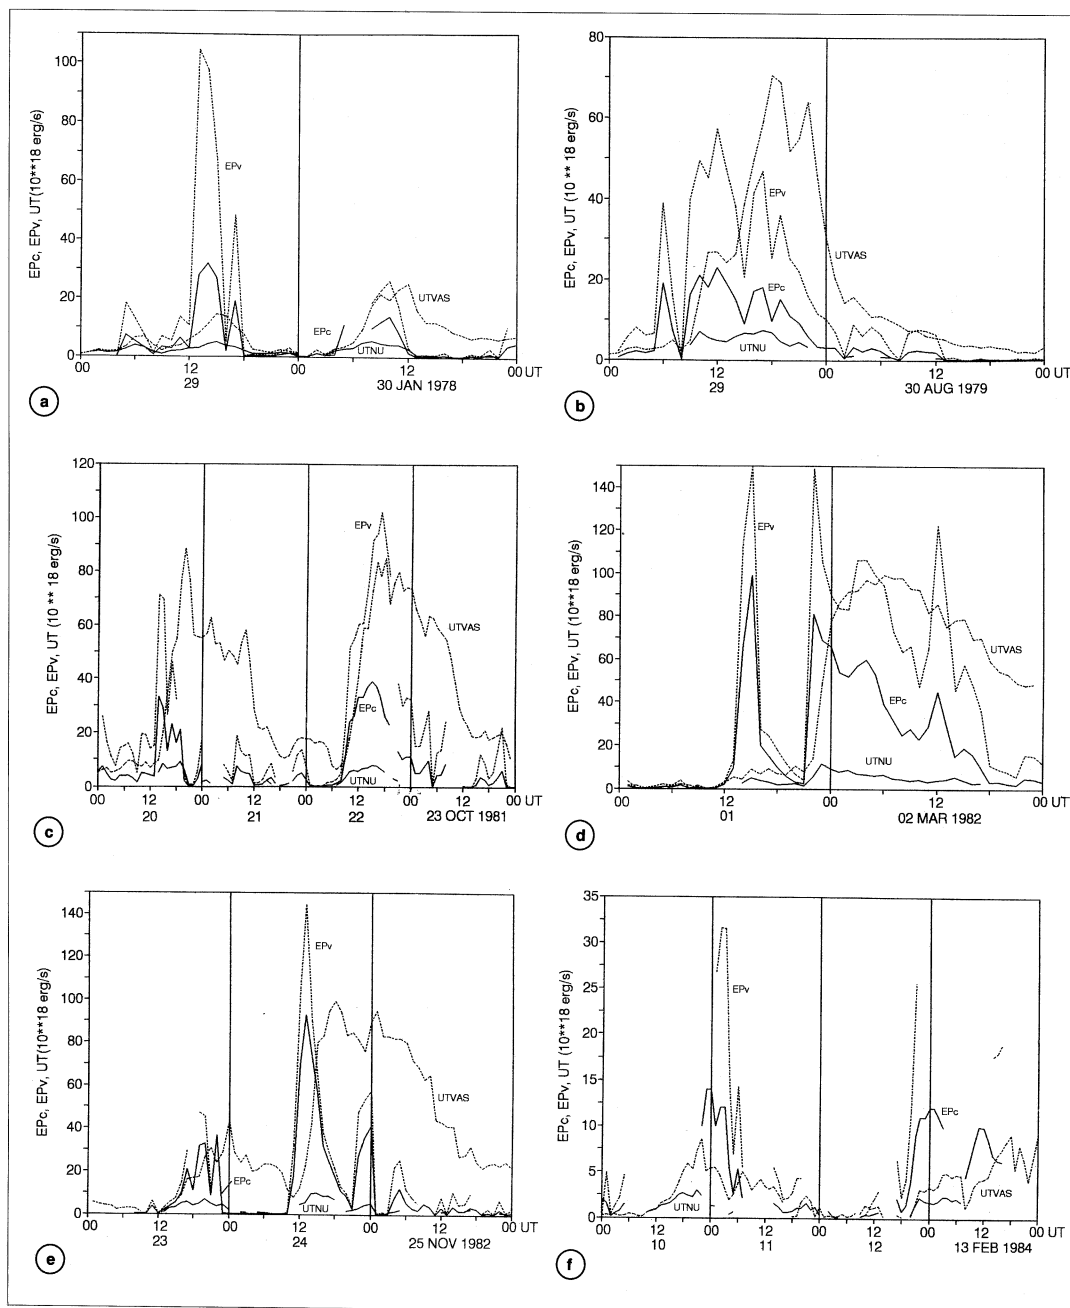 EPc, EPv, UT(10**18 erg/s)
100
80
60
40
20
0
EPv
EPc
UTVAS
UTNU
00 12 00 12 00 UT
29 30 JAN 1978
a
EPc, EPv, UT (10 ** 18 erg/s)
80
60
40
20
0
EPv
UTVAS
EPc
UTNU
00 12 00 12 00 UT
29 30 AUG 1979
b
EPc, EPv, UT (10 ** 18 erg/s)
120
100
80
60
40
20
0
EPv
UTVAS
EPc
UTNU
00 12 00 12 00 12 00 12 00 UT
20 21 22 23 OCT 1981
c
EPc, EPv, UT (10**18 erg/s)
140
120
100
80
60
40
20
0
EPv
UTVAS
EPc
UTNU
00 12 00 12 00 UT
01 02 MAR 1982
d
EPc, EPv, UT(10**18 erg/s)
140
120
100
80
60
40
20
0
EPv
UTVAS
EPc
UTNU
00 12 00 12 00 12 00 UT
23 24 25 NOV 1982
e
EPc, EPv, UT (10**18 erg/s)
35
30
25
20
15
10
5
0
EPv
EPc
UTVAS
UTNU
00 12 00 12 00 12 00 12 00 UT
10 11 12 13 FEB 1984
f